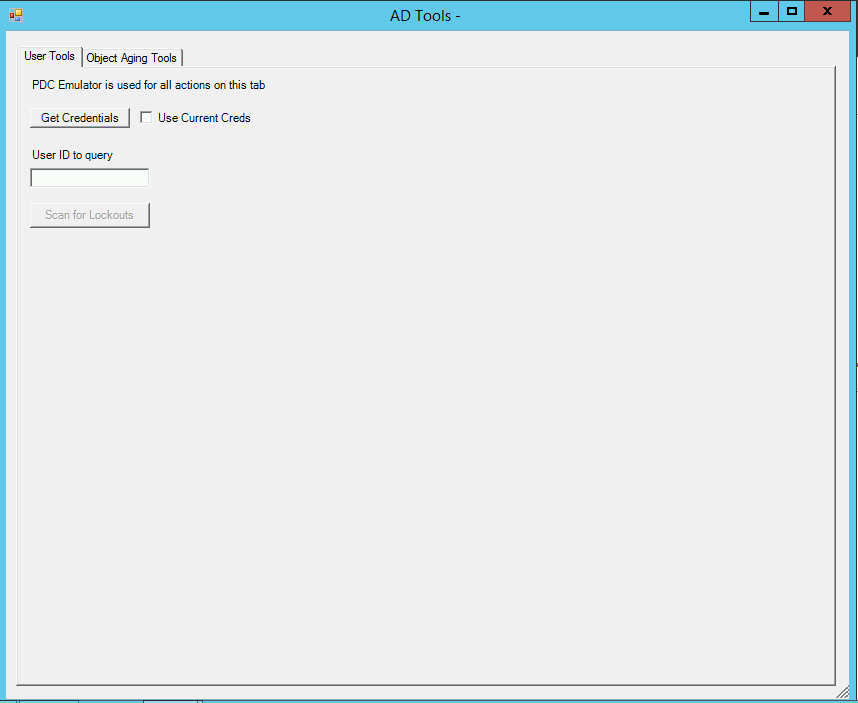 AD Tools -
User Tools
Object Aging Tools
PDC Emulator is used for all actions on this tab
Get Credentials
Use Current Creds
User ID to query
Scan for Lockouts